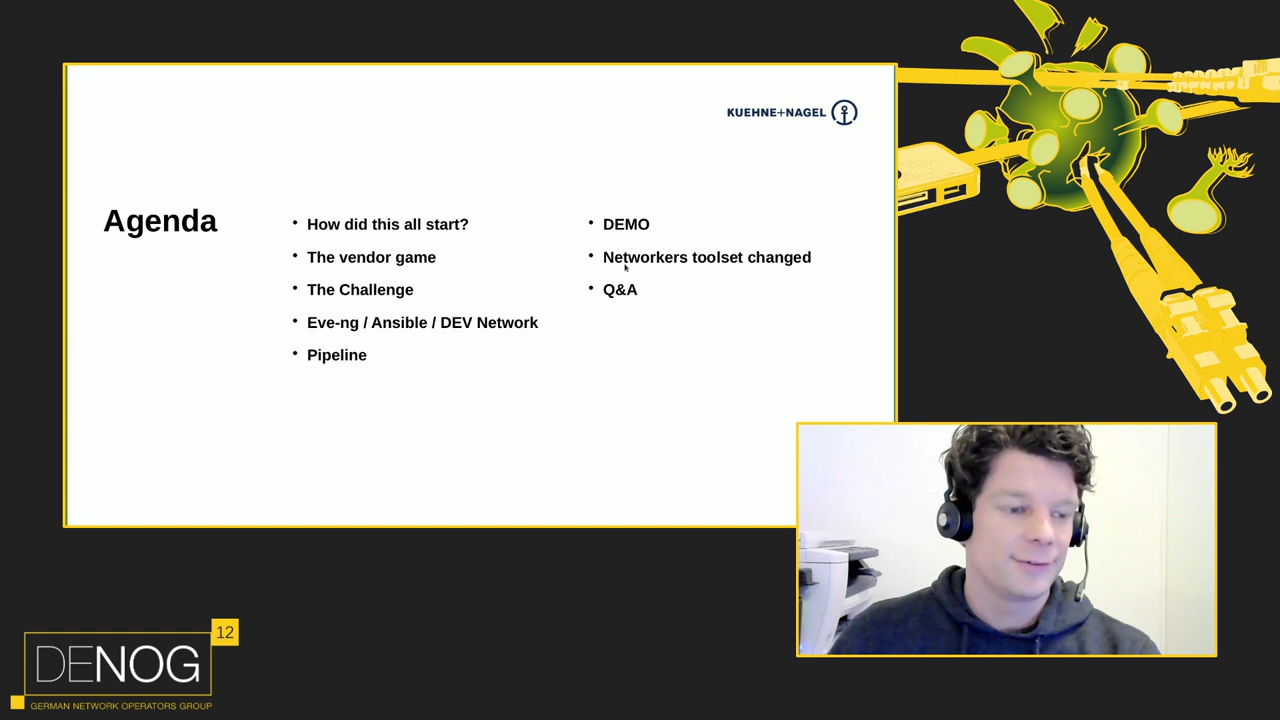 KUEHNE+NAGEL
Agenda
• How did this all start?
• The vendor game
• The Challenge
• Eve-ng / Ansible / DEV Network
• Pipeline
• DEMO
• Networkers toolset changed
• Q&A
12
DENOG
GERMAN NETWORK OPERATORS GROUP